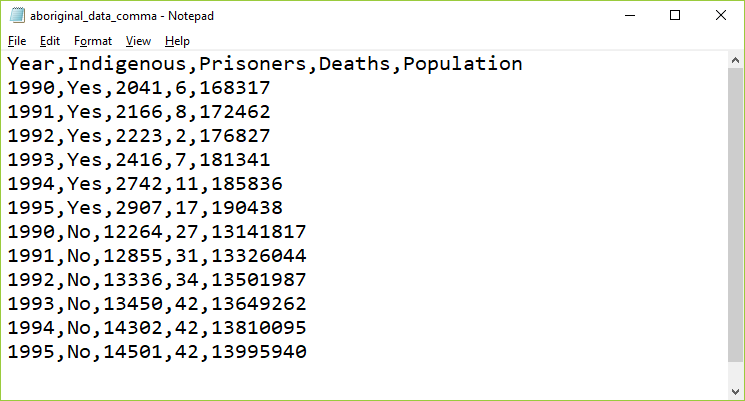 aboriginal_data_comma - Notepad
File Edit Format View Help
Year,Indigenous,Prisoners,Deaths,Population
1990,Yes,2041,6,168317
1991,Yes,2166,8,172462
1992,Yes,2223,2,176827
1993,Yes,2416,7,181341
1994,Yes,2742,11,185836
1995,Yes,2907,17,190438
1990,No,12264,27,13141817
1991,No,12855,31,13326044
1992,No,13336,34,13501987
1993,No,13450,42,13649262
1994,No,14302,42,13810095
1995,No,14501,42,13995940